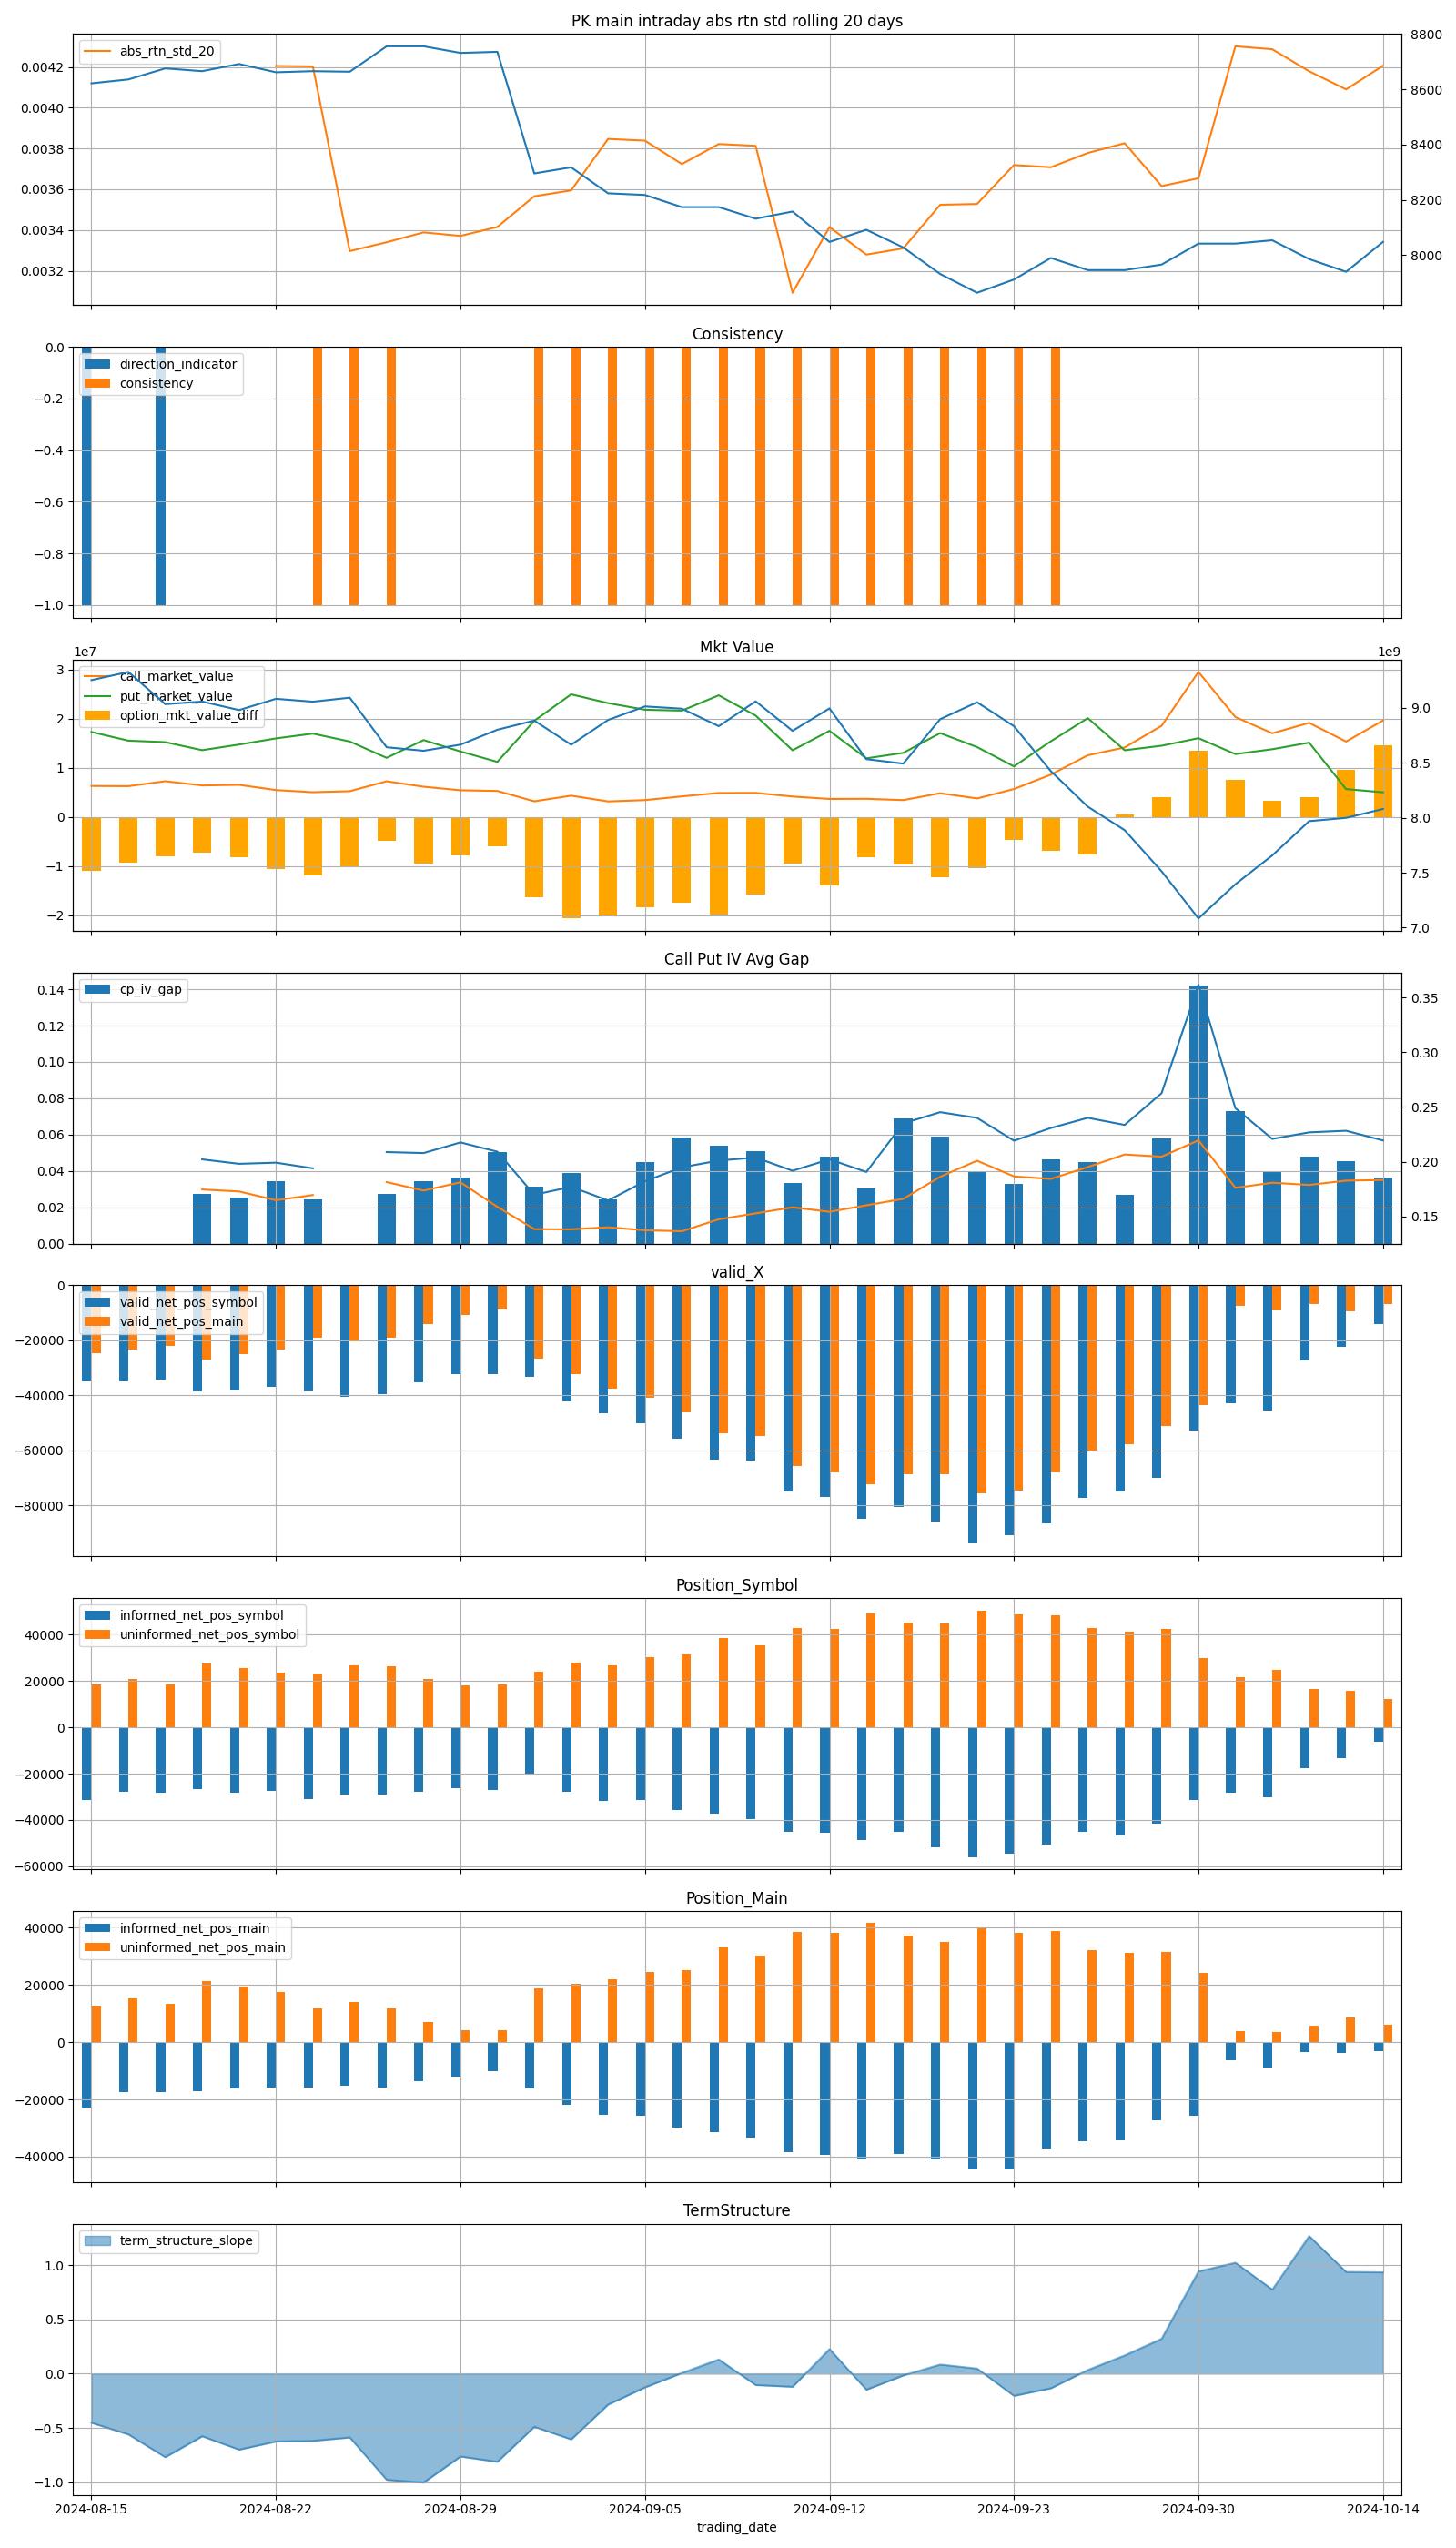 PK main intraday abs rtn std rolling 20 days
abs_rtn_std_20
0.0042
0.0040
0.0038
0.0036
0.0034
0.0032
8800
8600
8400
8200
8000
Consistency
direction_indicator
consistency
0.0
−0.2
−0.4
−0.6
−0.8
−1.0
Mkt Value
1e7
1e9
call_market_value
put_market_value
option_mkt_value_diff
3
2
1
0
−1
−2
9.0
8.5
8.0
7.5
7.0
Call Put IV Avg Gap
cp_iv_gap
0.14
0.12
0.10
0.08
0.06
0.04
0.02
0.00
0.35
0.30
0.25
0.20
0.15
valid_X
valid_net_pos_symbol
valid_net_pos_main
0
−20000
−40000
−60000
−80000
Position_Symbol
informed_net_pos_symbol
uninformed_net_pos_symbol
40000
20000
0
−20000
−40000
−60000
Position_Main
informed_net_pos_main
uninformed_net_pos_main
40000
20000
0
−20000
−40000
TermStructure
term_structure_slope
1.0
0.5
0.0
−0.5
−1.0
2024-08-15 2024-08-22 2024-08-29 2024-09-05 2024-09-12 2024-09-23 2024-09-30 2024-10-14
trading_date